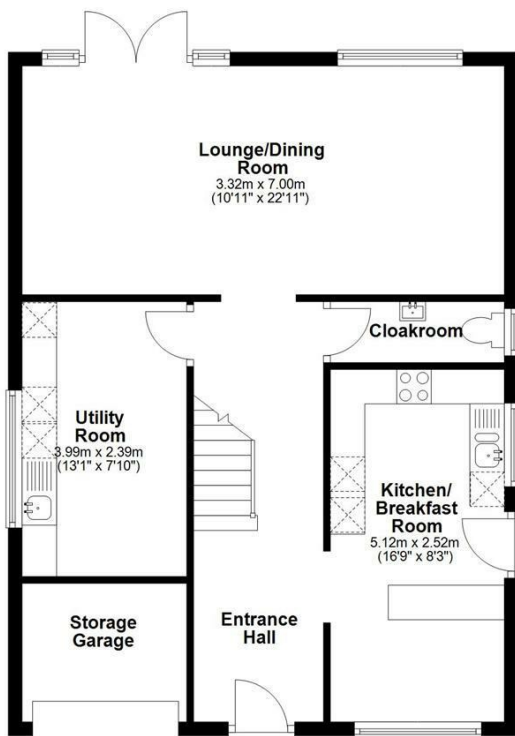 Lounge/Dining
Room
3.32m x 7.00m
(10'11" x 22'11")
Cloakroom
Utility
Room
3.99m x 2.39m
(13'1" x 7'10")
Kitchen/
Breakfast
Room
5.12m x 2.52m
(16'9" x 8'3")
Storage
Garage
Entrance
Hall